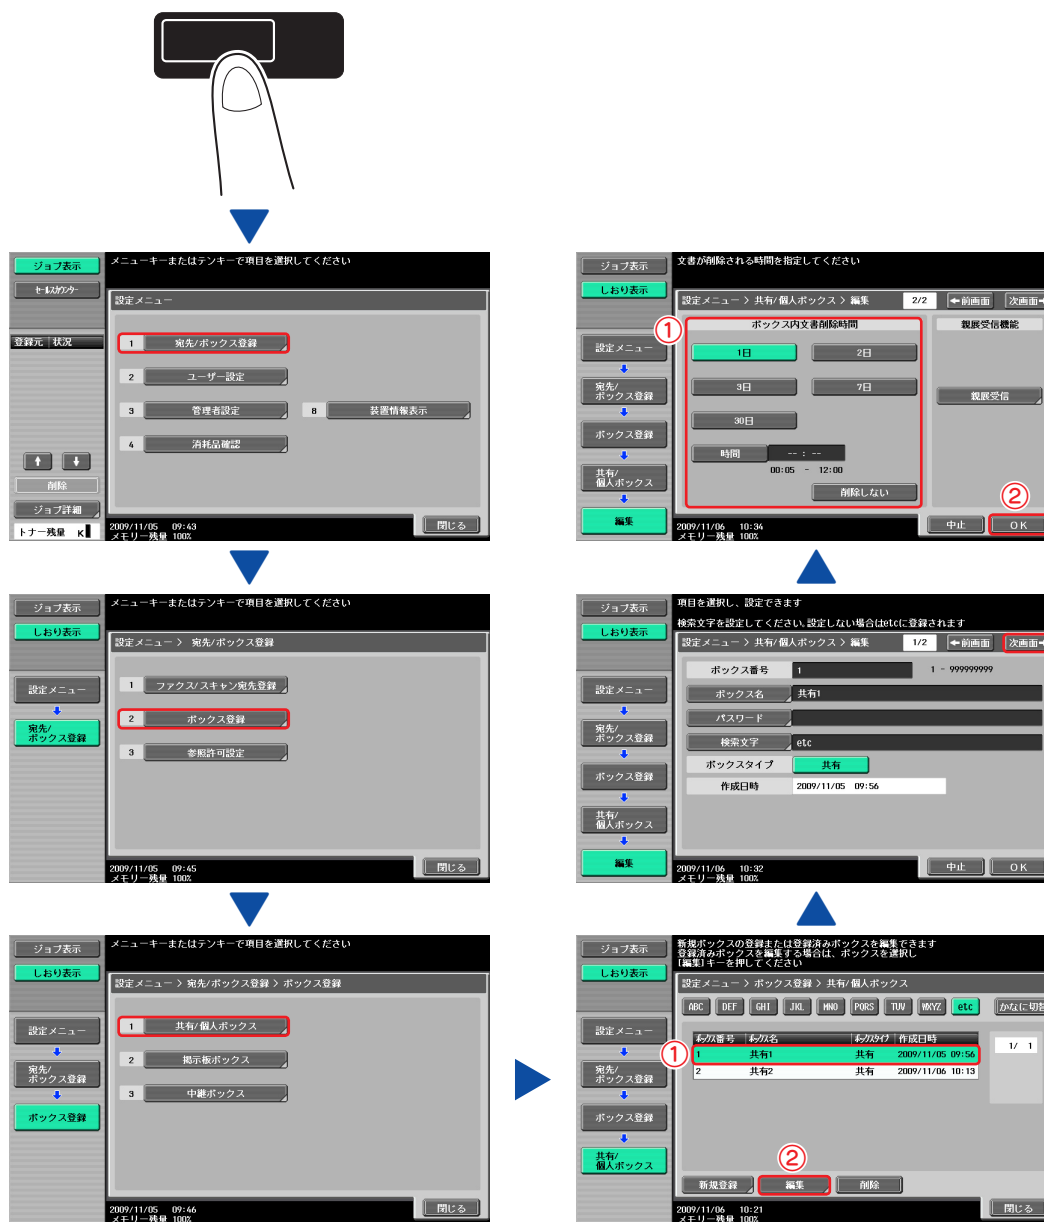 ジョブ表示
セールスカウンター
メニューキーまたはテンキーで項目を選択してください
設定メニュー
登録元 状況
1 宛先/ボックス登録
2 ユーザー設定
3 管理者設定
8 装置情報表示
4 消耗品確認
削除
ジョブ詳細
トナー残量 K
2009/11/05 09:43
メモリー残量 100%
閉じる
ジョブ表示
しおり表示
メニューキーまたはテンキーで項目を選択してください
設定メニュー > 宛先/ボックス登録
設定メニュー
宛先/
ボックス登録
1 ファクス/スキャン宛先登録
2 ボックス登録
3 参照許可設定
2009/11/05 09:45
メモリー残量 100%
閉じる
ジョブ表示
しおり表示
メニューキーまたはテンキーで項目を選択してください
設定メニュー > 宛先/ボックス登録 > ボックス登録
設定メニュー
宛先/
ボックス登録
ボックス登録
1 共有/個人ボックス
2 掲示板ボックス
3 中継ボックス
2009/11/05 09:46
メモリー残量 100%
閉じる
ジョブ表示
しおり表示
新規ボックスの登録または登録済みボックスを編集できます
登録済みボックスを編集する場合は、ボックスを選択し
[編集]キーを押してください
設定メニュー > ボックス登録 > 共有/個人ボックス
ABC DEF GHI JKL MNO PQRS TUV WXYZ etc かなに切替
設定メニュー
宛先/
ボックス登録
ボックス登録
共有/
個人ボックス
①
ボックス番号 ボックス名 ボックスタイプ 作成日時
1 共有1 共有 2009/11/05 09:56
2 共有2 共有 2009/11/06 10:13
1/ 1
②
新規登録 編集 削除
2009/11/06 10:21
メモリー残量 100%
閉じる
ジョブ表示
しおり表示
項目を選択し、設定できます
検索文字を設定してください。設定しない場合はetcに登録されます
設定メニュー > 共有/個人ボックス > 編集 1/2 ←前画面 次画面→
設定メニュー
宛先/
ボックス登録
ボックス登録
共有/
個人ボックス
編集
ボックス番号 1 1 - 999999999
ボックス名 共有1
パスワード
検索文字 etc
ボックスタイプ 共有
作成日時 2009/11/05 09:56
2009/11/06 10:32
メモリー残量 100%
中止 OK
ジョブ表示
しおり表示
文書が削除される時間を指定してください
設定メニュー > 共有/個人ボックス > 編集 2/2 ←前画面 次画面→
設定メニュー
宛先/
ボックス登録
ボックス登録
共有/
個人ボックス
編集
①
ボックス内文書削除時間
1日 2日
3日 7日
30日
時間 -- : --
00:05 - 12:00
削除しない
親展受信機能
親展受信
②
2009/11/06 10:34
メモリー残量 100%
中止 OK